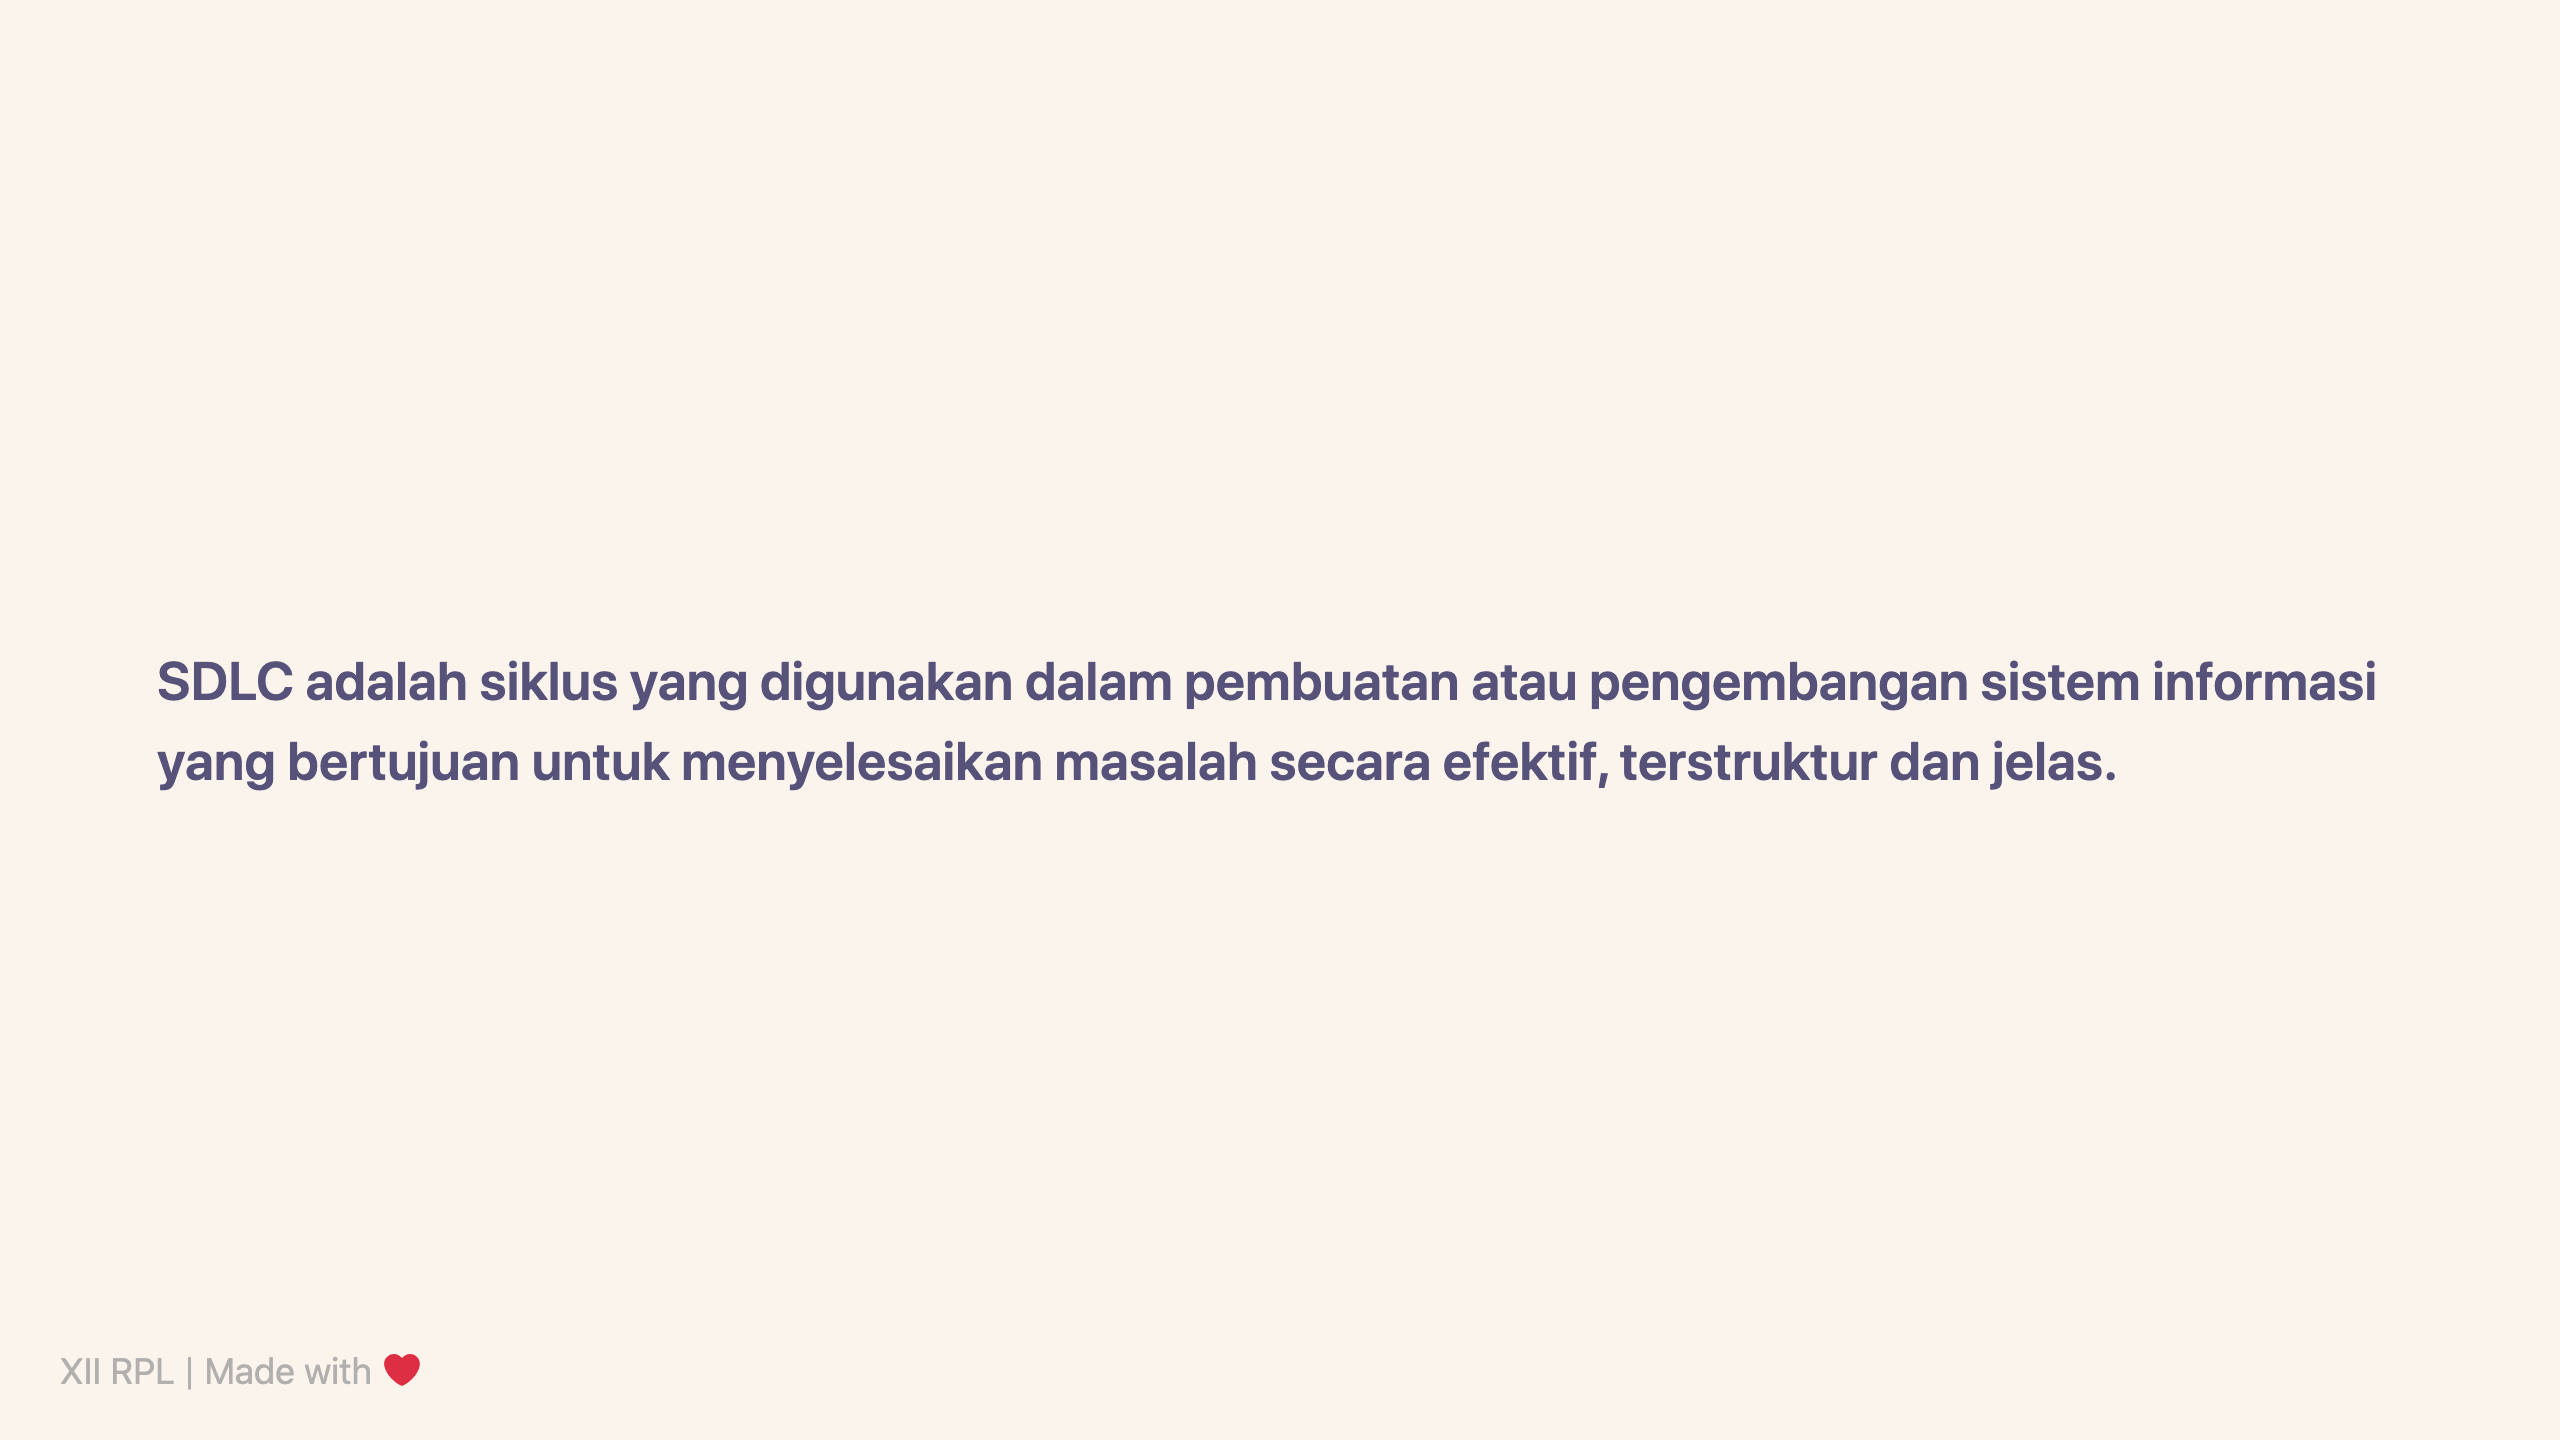 SDLC adalah siklus yang digunakan dalam pembuatan atau pengembangan sistem informasi
yang bertujuan untuk menyelesaikan masalah secara efektif, terstruktur dan jelas.
XII RPL | Made with ❤️